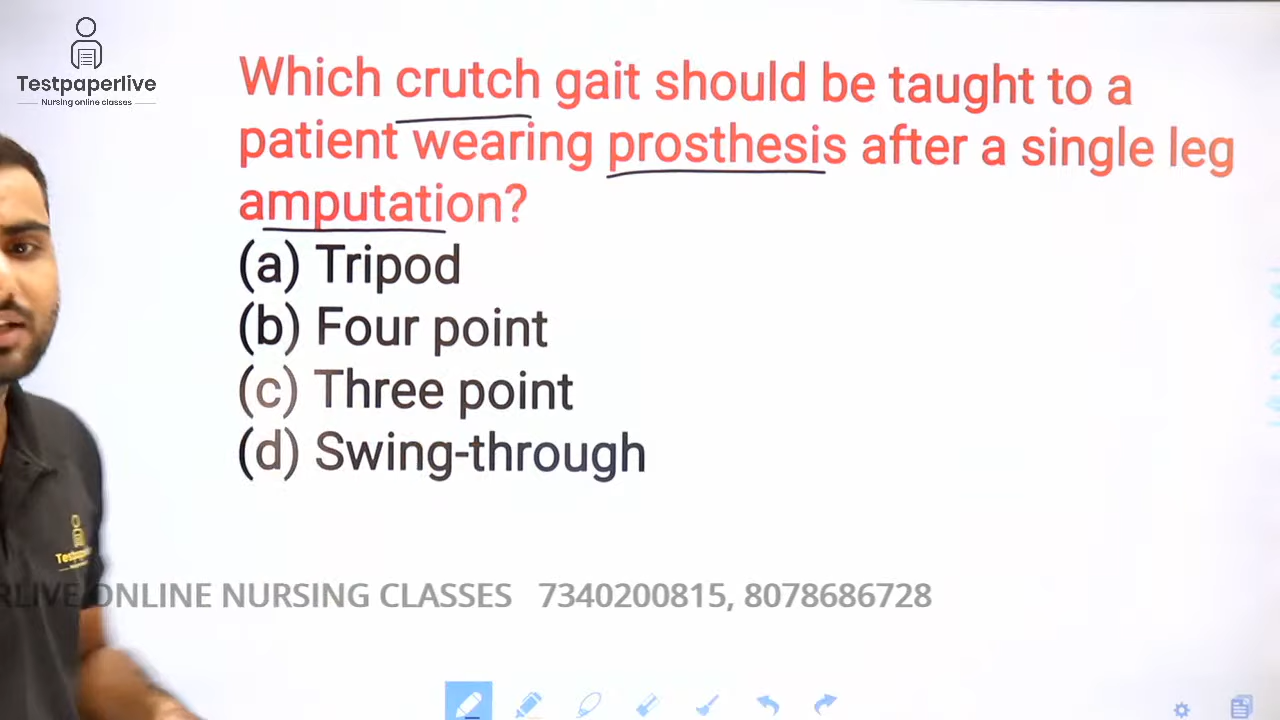 Testpaperlive
Nursing online classes
Which crutch gait should be taught to a
patient wearing prosthesis after a single leg
amputation?
(a) Tripod
(b) Four point
(c) Three point
(d) Swing-through
RLIVE ONLINE NURSING CLASSES 7340200815, 8078686728